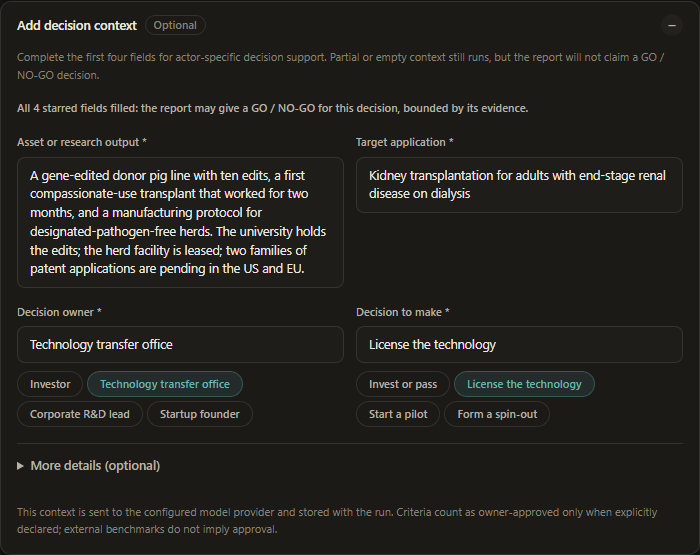 Add decision context Optional
Complete the first four fields for actor-specific decision support. Partial or empty context still runs, but the report will not claim a GO /
NO-GO decision.
All 4 starred fields filled: the report may give a GO / NO-GO for this decision, bounded by its evidence.
Asset or research output *
A gene-edited donor pig line with ten edits, a first
compassionate-use transplant that worked for two
months, and a manufacturing protocol for
designated-pathogen-free herds. The university holds
the edits; the herd facility is leased; two families of
patent applications are pending in the US and EU.
Target application *
Kidney transplantation for adults with end-stage renal
disease on dialysis
Decision owner *
Technology transfer office
Investor
Technology transfer office
Corporate R&D lead
Startup founder
Decision to make *
License the technology
Invest or pass
License the technology
Start a pilot
Form a spin-out
More details (optional)
This context is sent to the configured model provider and stored with the run. Criteria count as owner-approved only when explicitly
declared; external benchmarks do not imply approval.